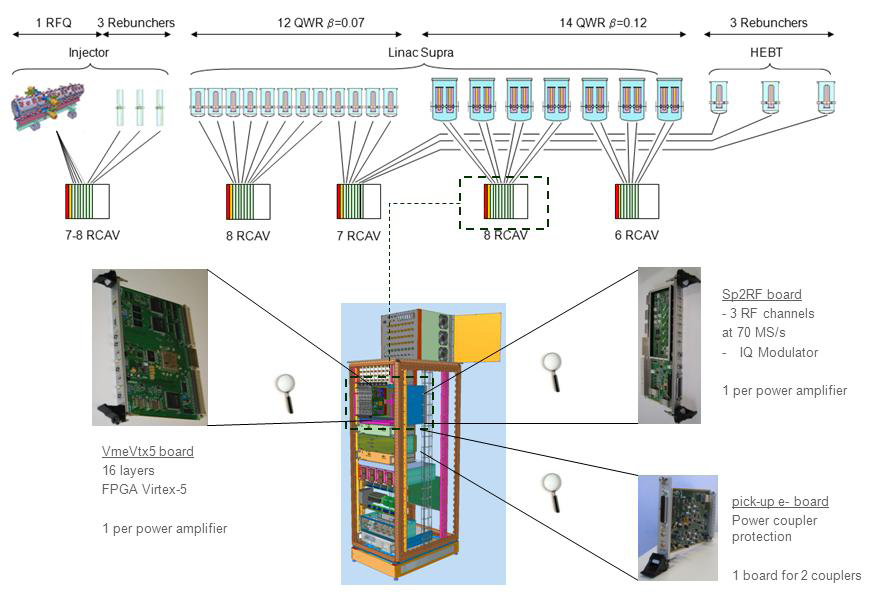 1 RFQ 3 Rebunchers 12 QWR β=0.07 14 QWR β=0.12 3 Rebunchers
Injector Linac Supra HEBT
7-8 RCAV 8 RCAV 7 RCAV 8 RCAV 6 RCAV
Sp2RF board
- 3 RF channels
at 70 MS/s
- IQ Modulator
1 per power amplifier
VmeVtx5 board
16 layers
FPGA Virtex-5
1 per power amplifier
pick-up e- board
Power coupler
protection
1 board for 2 couplers